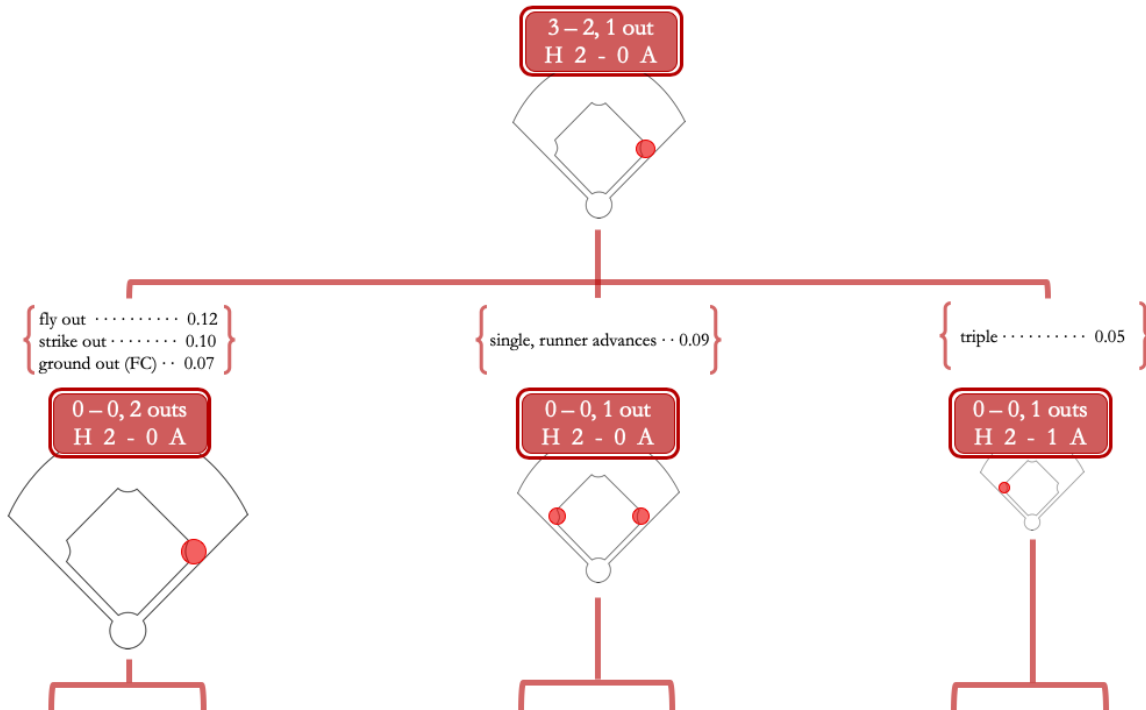 3 – 2, 1 out
H 2 - 0 A
fly out · · · · · · · · · · 0.12
strike out · · · · · · · · 0.10
ground out (FC) · · 0.07
single, runner advances · · 0.09
triple · · · · · · · · · · 0.05
0 – 0, 2 outs
H 2 - 0 A
0 – 0, 1 out
H 2 - 0 A
0 – 0, 1 outs
H 2 - 1 A